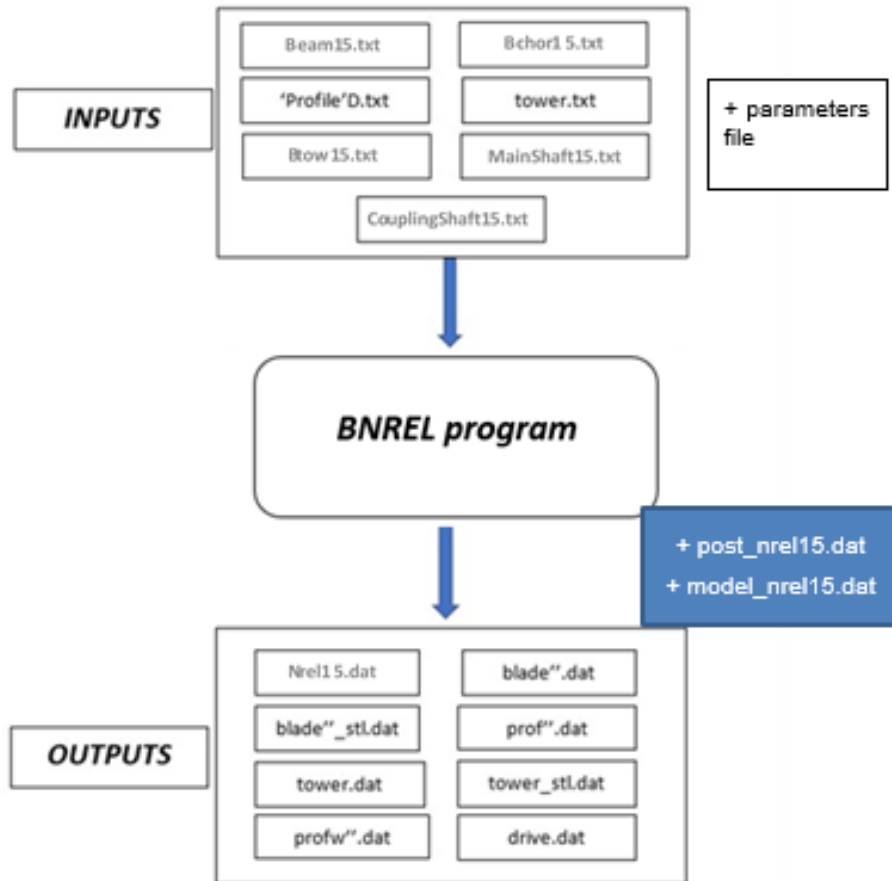 Beam15.txt
Bchor15.txt
'Profile'D.txt
tower.txt
INPUTS
+ parameters
file
Btow15.txt
MainShaft15.txt
CouplingShaft15.txt
BNREL program
+ post_nrel15.dat
+ model_nrel15.dat
Nrel15.dat
blade''.dat
blade''_stl.dat
prof''.dat
OUTPUTS
tower.dat
tower_stl.dat
profw''.dat
drive.dat